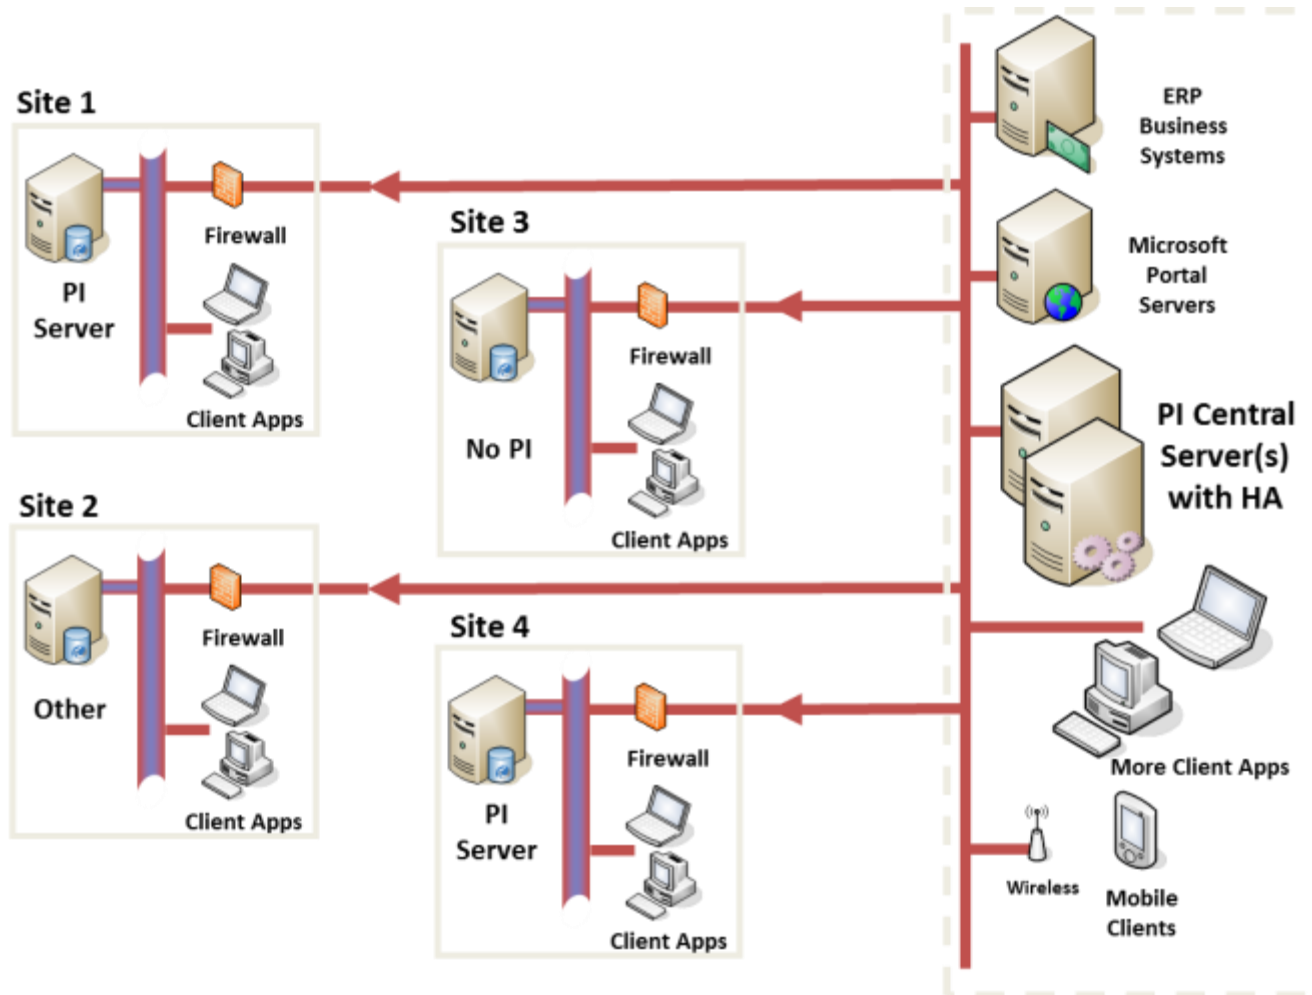 Site 1
PI
Server
Firewall
Client Apps
Site 3
No PI
Firewall
Client Apps
Site 2
Other
Firewall
Client Apps
Site 4
PI
Server
Firewall
Client Apps
ERP
Business
Systems
Microsoft
Portal
Servers
PI Central
Server(s)
with HA
More Client Apps
Wireless
Mobile
Clients